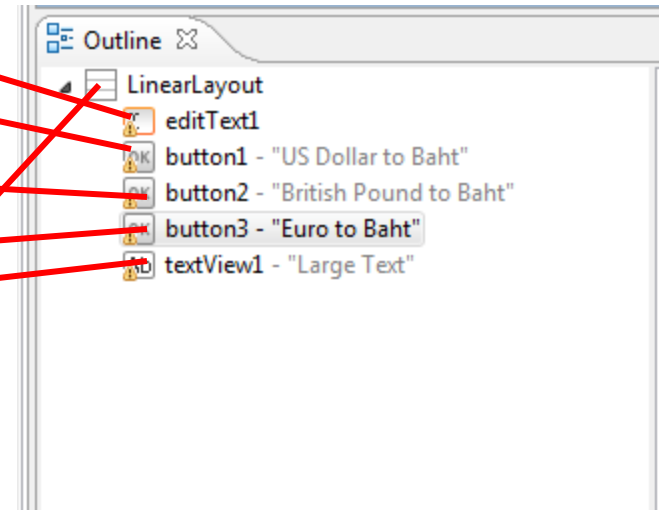 Outline
LinearLayout
editText1
button1 - "US Dollar to Baht"
button2 - "British Pound to Baht"
button3 - "Euro to Baht"
textView1 - "Large Text"